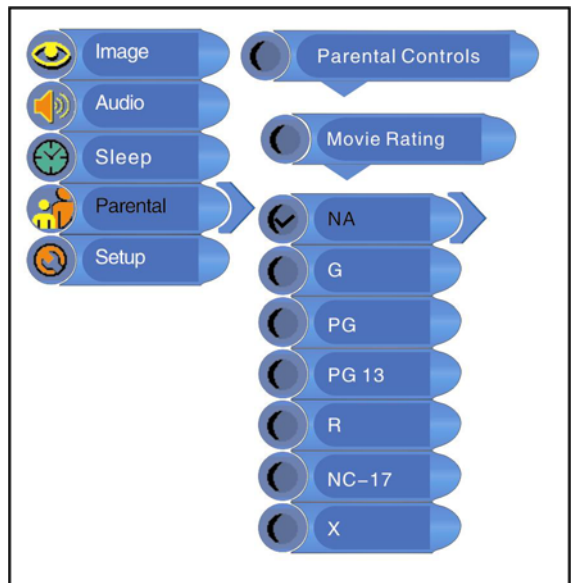 Image
Audio
Sleep
Parental
Setup
Parental Controls
Movie Rating
NA
G
PG
PG 13
R
NC-17
X